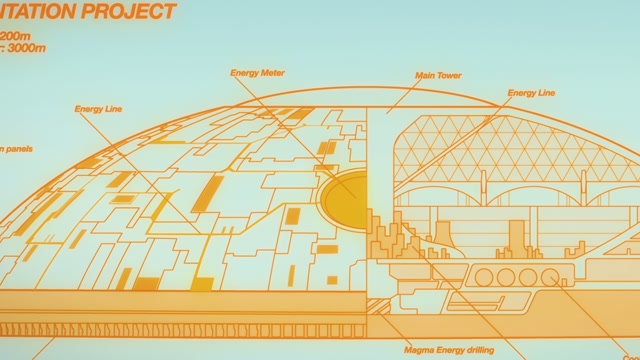 ITATION PROJECT
200m
r: 3000m
Energy Meter
Main Tower
Energy Line
Energy Line
n panels
Magma Energy drilling